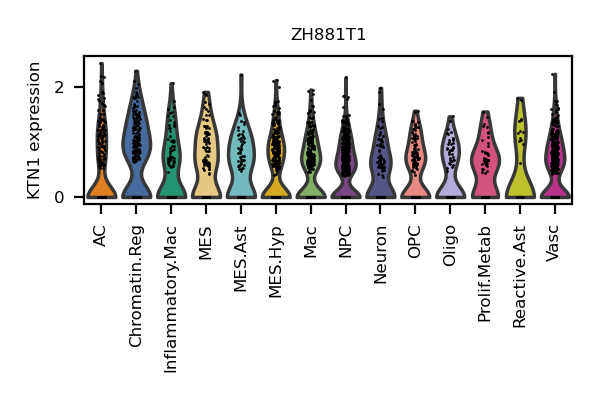 ZH881T1
KTN1 expression
2
0
AC
Chromatin.Reg
Inflammatory.Mac
MES
MES.Ast
MES.Hyp
Mac
NPC
Neuron
OPC
Oligo
Prolif.Metab
Reactive.Ast
Vasc